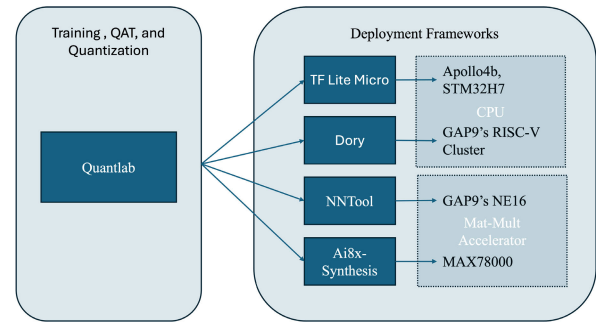 Training , QAT, and
Quantization
Quantlab
Deployment Frameworks
TF Lite Micro
Apollo4b,
STM32H7
CPU
Dory
GAP9's RISC-V
Cluster
NNTool
GAP9's NE16
Mat-Mult
Accelerator
Ai8x-
Synthesis
MAX78000